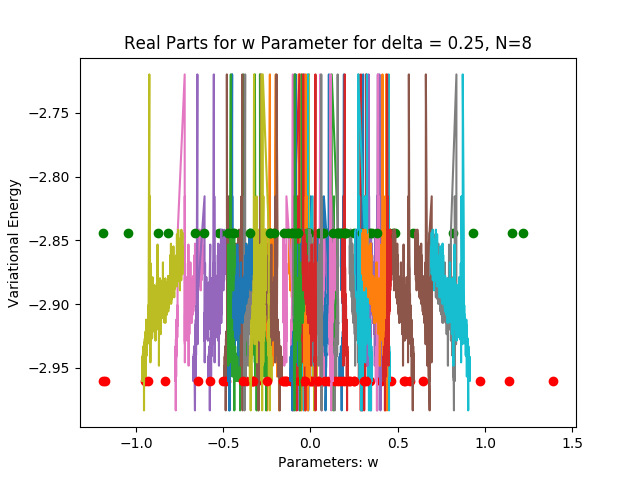 Real Parts for w Parameter for delta = 0.25, N=8
−2.75
−2.80
−2.85
−2.90
−2.95
Variational Energy
−1.0 −0.5 0.0 0.5 1.0 1.5
Parameters: w